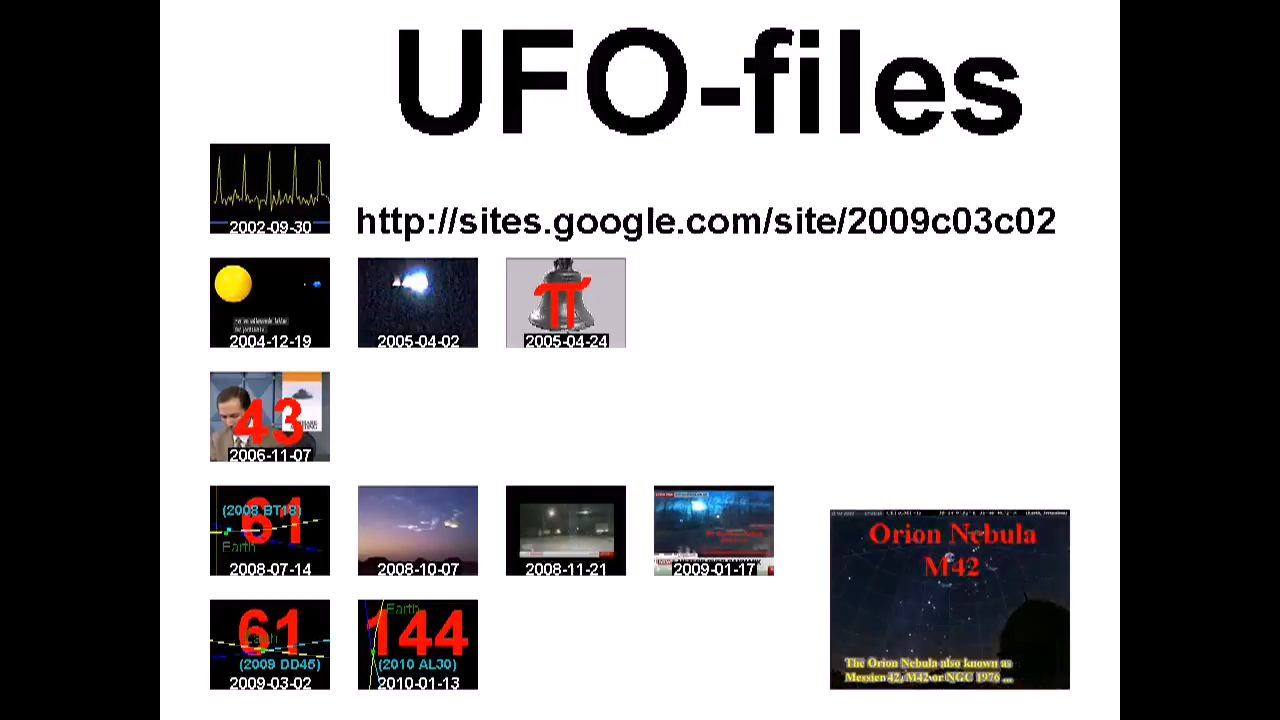 UFO-files
http://sites.google.com/site/2009c03c02
2002-09-30
2004-12-19
2005-04-02
π
2005-04-24
43
2006-11-07
61
(2008 BT18)
Earth
2008-07-14
2008-10-07
2008-11-21
2009-01-17
Orion Nebula
M42
The Orion Nebula also known as
Messier 42, M42 or NGC 1976 ...
61
Earth
(2009 DD45)
2009-03-02
Earth
144
(2010 AL30)
2010-01-13